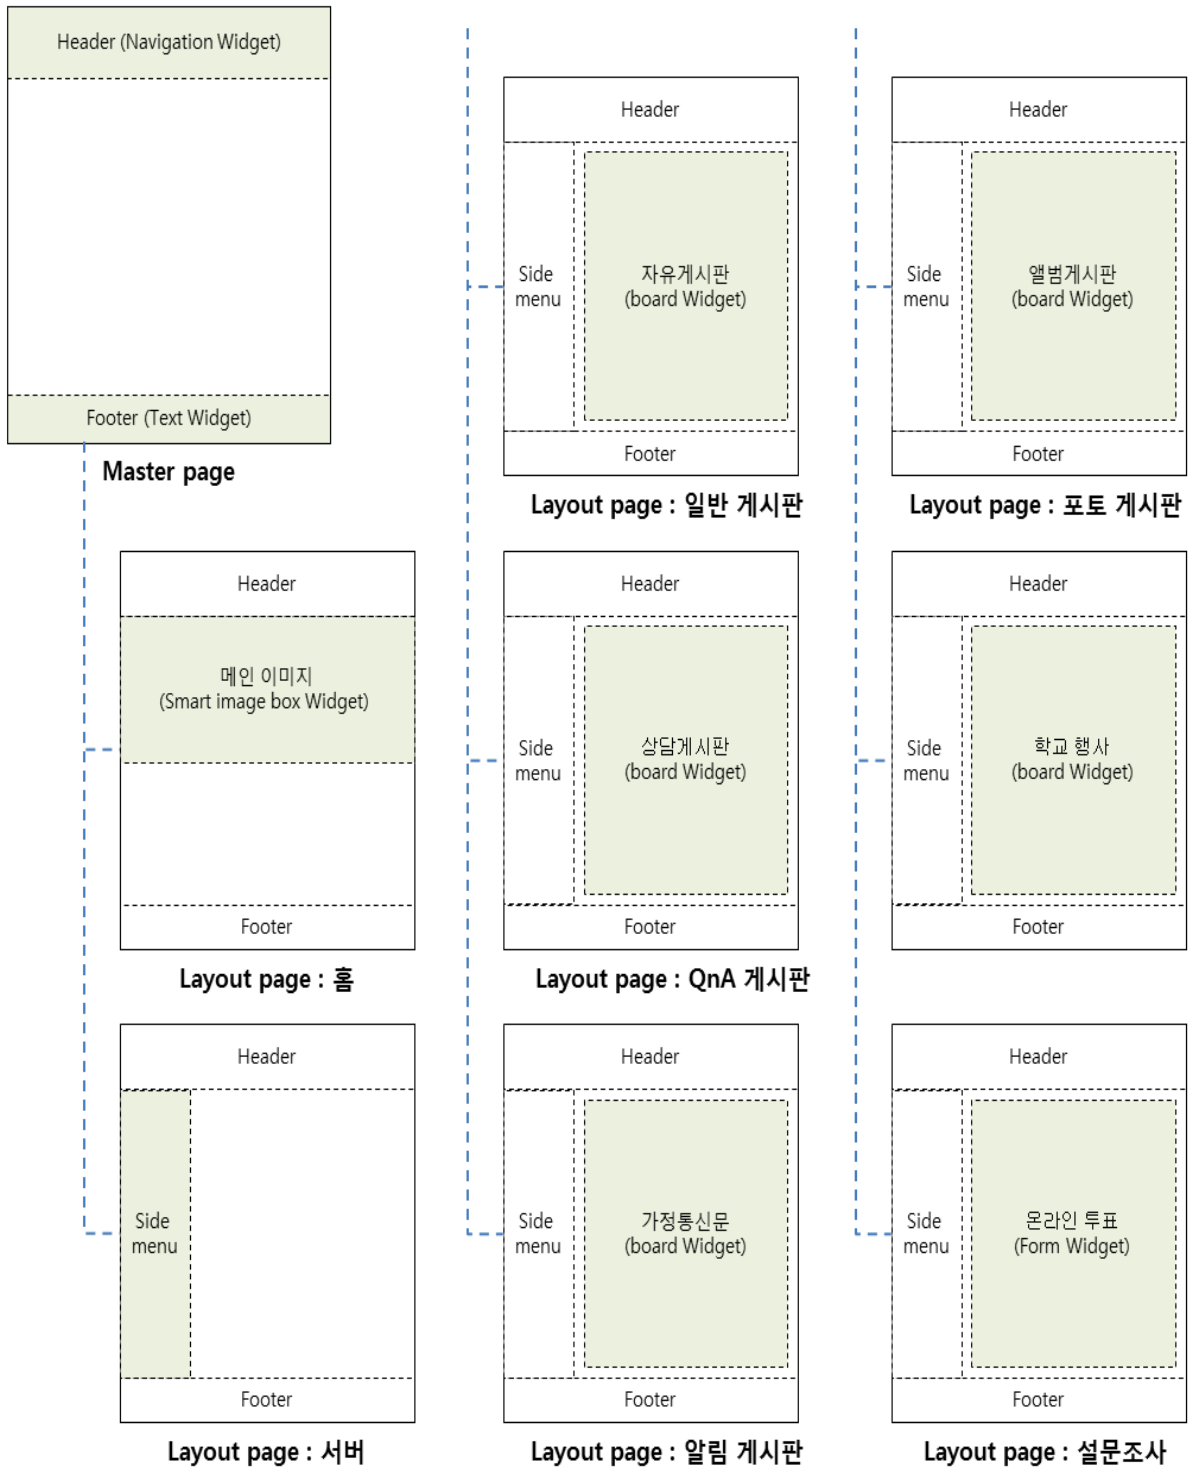 Header (Navigation Widget)
Footer (Text Widget)
Master page
Header
메인 이미지
(Smart image box Widget)
Footer
Layout page : 홈
Header
Side
menu
Footer
Layout page : 서버
Header
Side
menu
자유게시판
(board Widget)
Footer
Layout page : 일반 게시판
Header
Side
menu
상담게시판
(board Widget)
Footer
Layout page : QnA 게시판
Header
Side
menu
가정통신문
(board Widget)
Footer
Layout page : 알림 게시판
Header
Side
menu
앨범게시판
(board Widget)
Footer
Layout page : 포토 게시판
Header
Side
menu
학교 행사
(board Widget)
Footer
Header
Side
menu
온라인 투표
(Form Widget)
Footer
Layout page : 설문조사